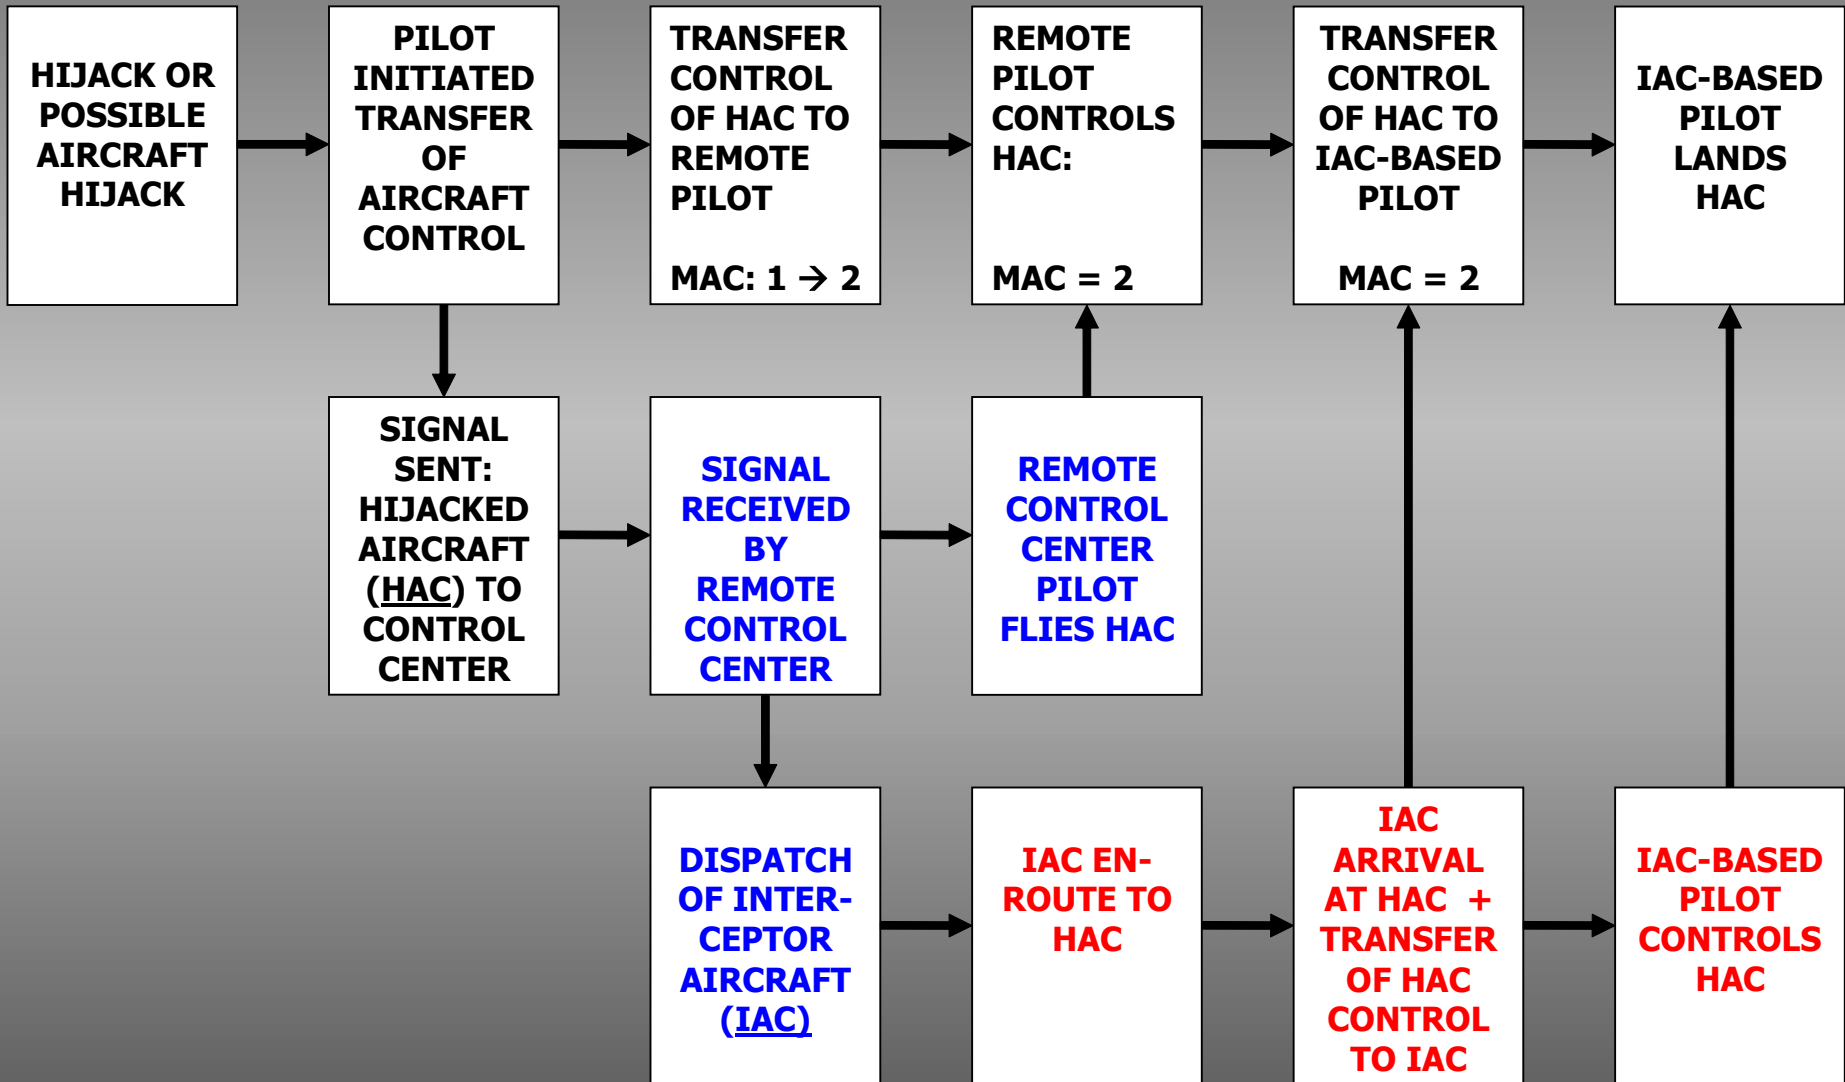 HIJACK OR
POSSIBLE
AIRCRAFT
HIJACK
PILOT
INITIATED
TRANSFER
OF
AIRCRAFT
CONTROL
TRANSFER
CONTROL
OF HAC TO
REMOTE
PILOT
MAC: 1 → 2
REMOTE
PILOT
CONTROLS
HAC:
MAC = 2
TRANSFER
CONTROL
OF HAC TO
IAC-BASED
PILOT
MAC = 2
IAC-BASED
PILOT
LANDS
HAC
SIGNAL
SENT:
HIJACKED
AIRCRAFT
(HAC) TO
CONTROL
CENTER
SIGNAL
RECEIVED
BY
REMOTE
CONTROL
CENTER
REMOTE
CONTROL
CENTER
PILOT
FLIES HAC
DISPATCH
OF INTER-
CEPTOR
AIRCRAFT
(IAC)
IAC EN-
ROUTE TO
HAC
IAC
ARRIVAL
AT HAC +
TRANSFER
OF HAC
CONTROL
TO IAC
IAC-BASED
PILOT
CONTROLS
HAC